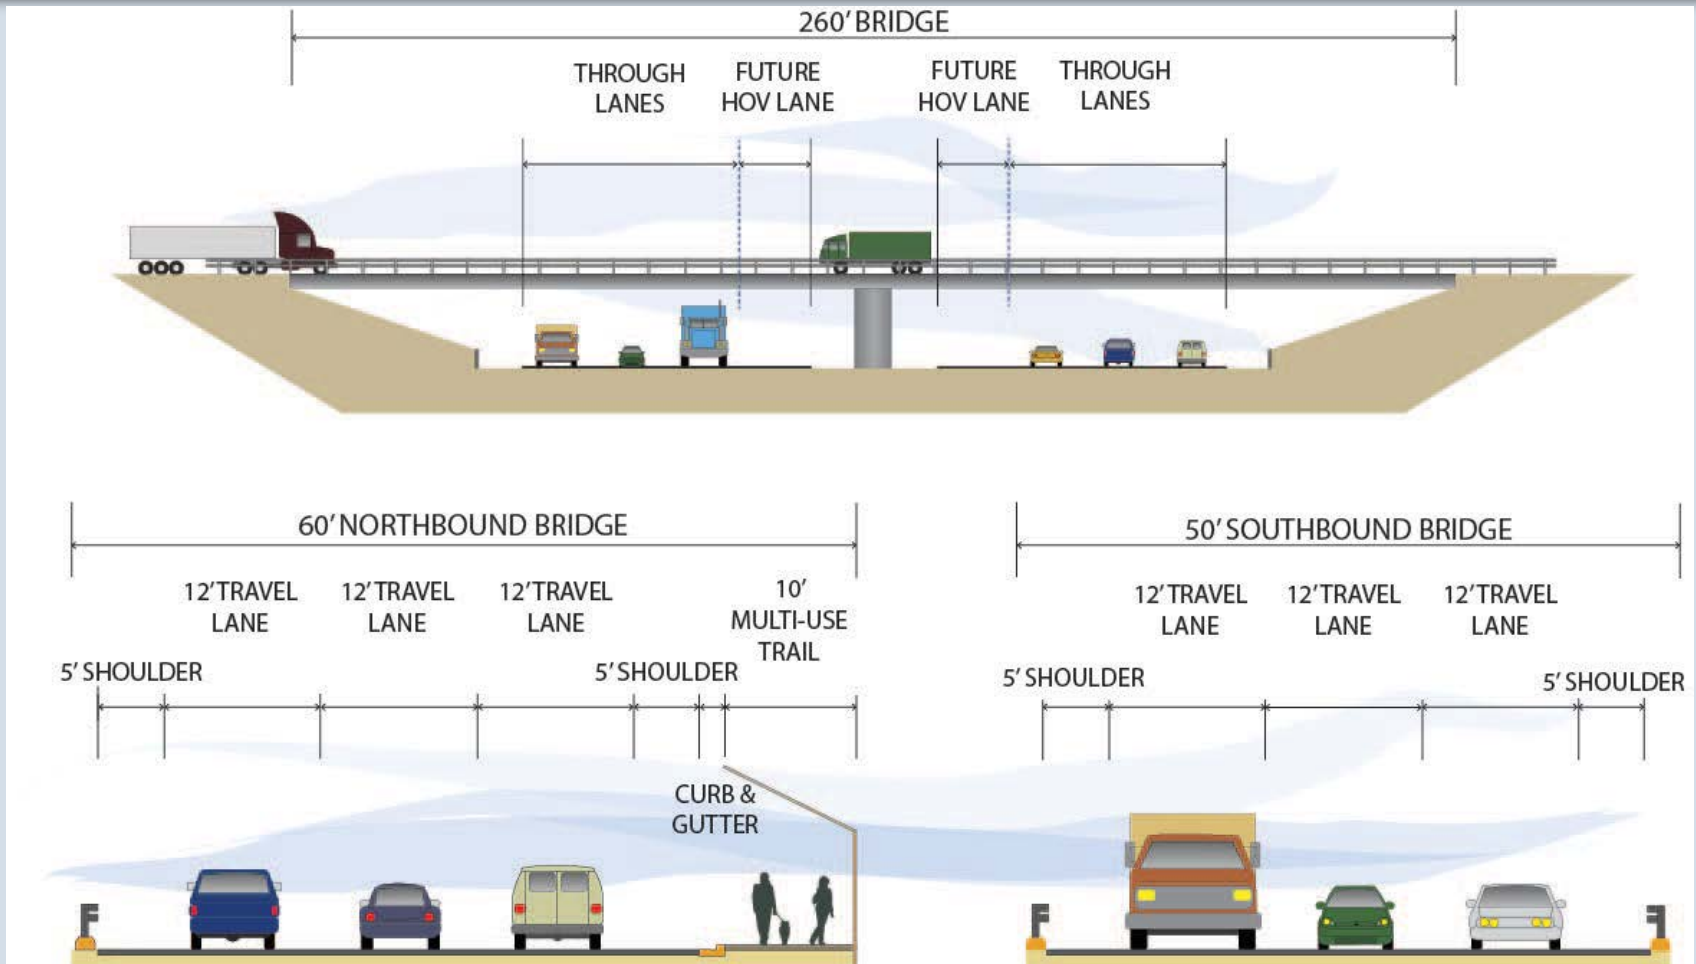 260' BRIDGE
THROUGH
LANES
FUTURE
HOV LANE
FUTURE
HOV LANE
THROUGH
LANES
60' NORTHBOUND BRIDGE
12' TRAVEL
LANE
12' TRAVEL
LANE
12' TRAVEL
LANE
10'
MULTI-USE
TRAIL
5' SHOULDER
5' SHOULDER
CURB &
GUTTER
50' SOUTHBOUND BRIDGE
12' TRAVEL
LANE
12' TRAVEL
LANE
12' TRAVEL
LANE
5' SHOULDER
5' SHOULDER